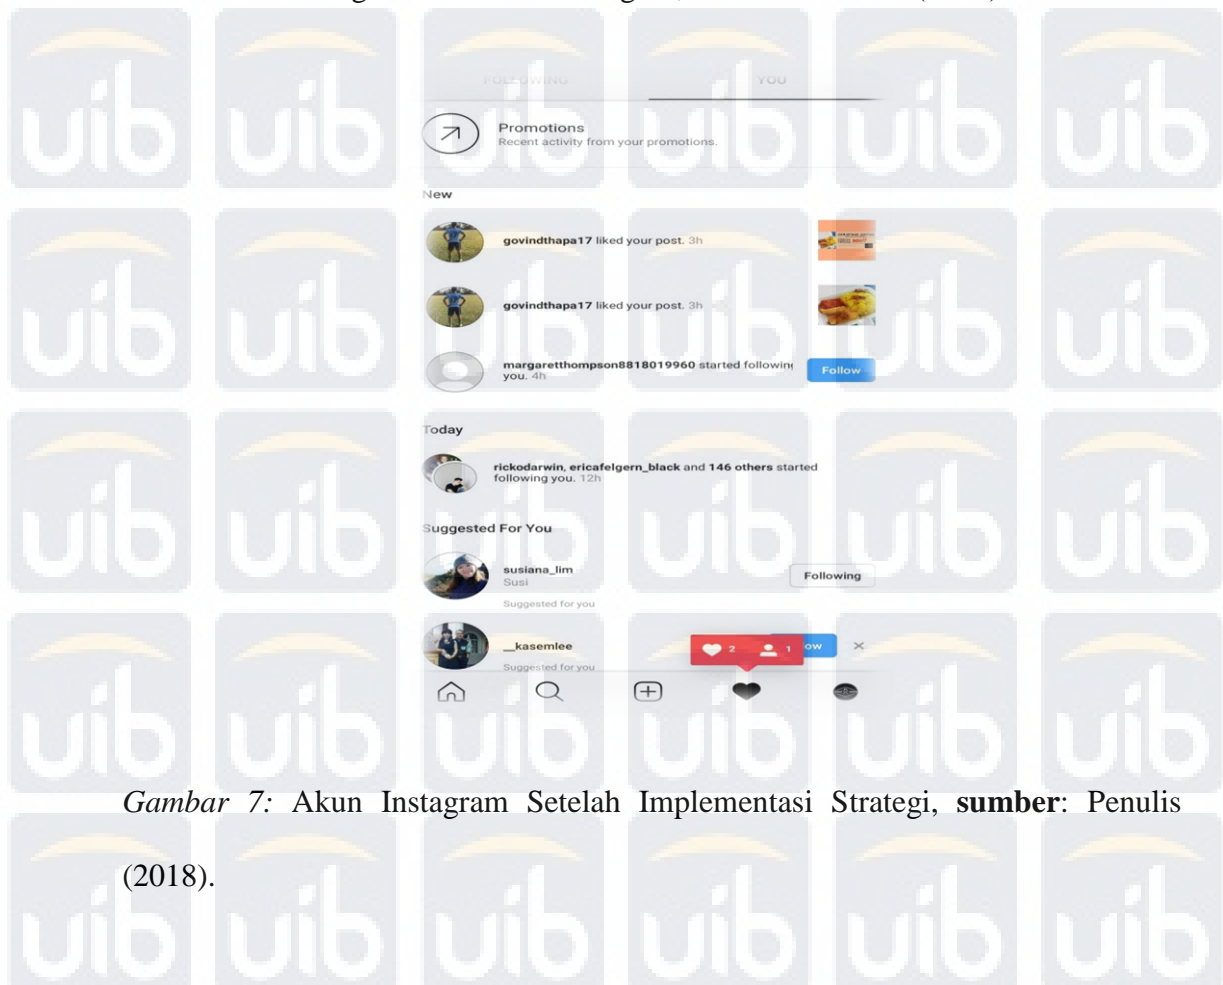 FOLLOWING YOU
Promotions
Recent activity from your promotions.
New
govindthapa17 liked your post. 3h
govindthapa17 liked your post. 3h
margaretthompson8818019960 started following
you. 4h
Follow
Today
rickodarwin, ericafelgern_black and 146 others started
following you. 12h
Suggested For You
susiana_lim
Susi
Suggested for you
Following
__kasemlee
Suggested for you
2 1
ow
Gambar 7: Akun Instagram Setelah Implementasi Strategi, sumber: Penulis
(2018).
uib